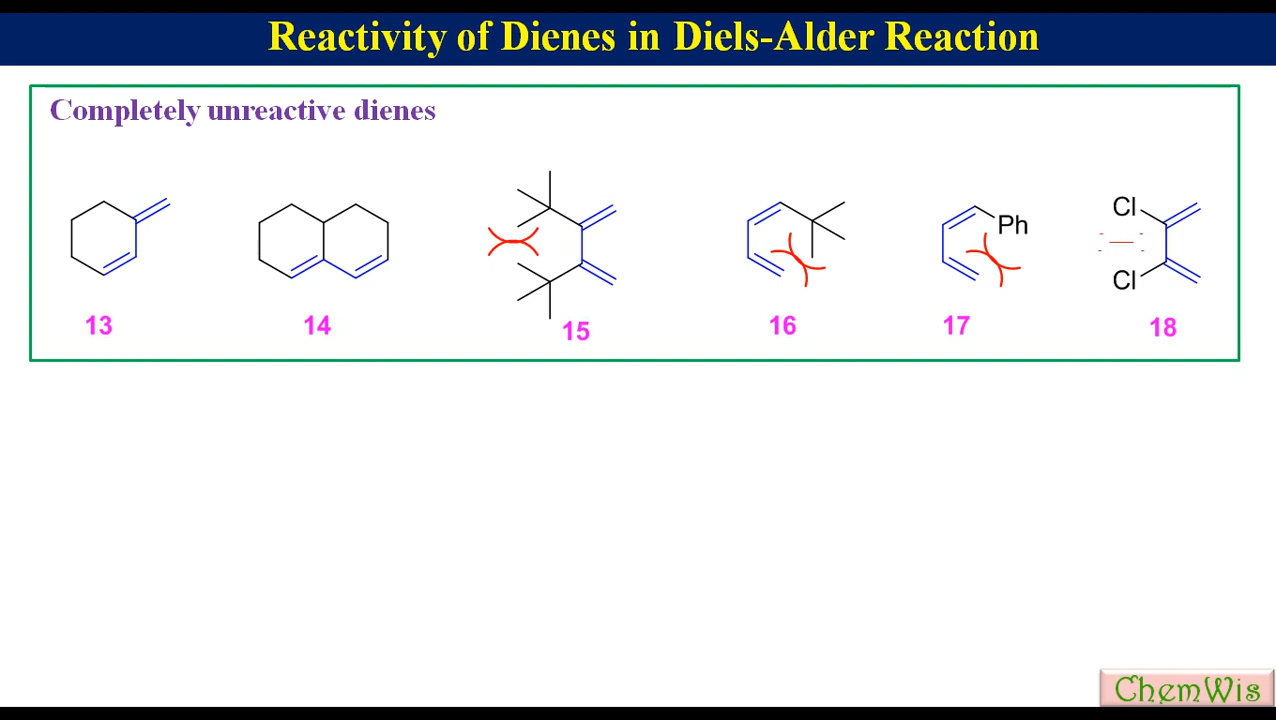 Reactivity of Dienes in Diels-Alder Reaction
Completely unreactive dienes
Cl
Ph
Cl
13
14
15
16
17
18
ChemWis